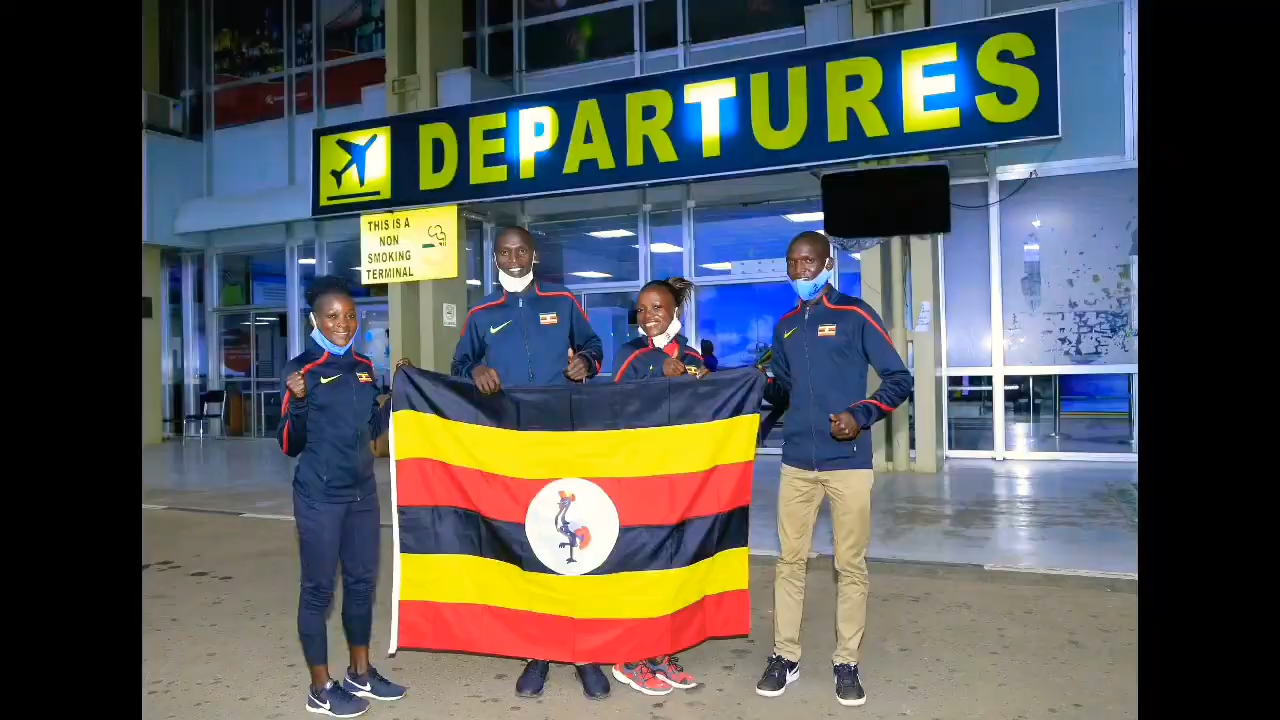 DEPARTURES
THIS IS A
NON
SMOKING
TERMINAL